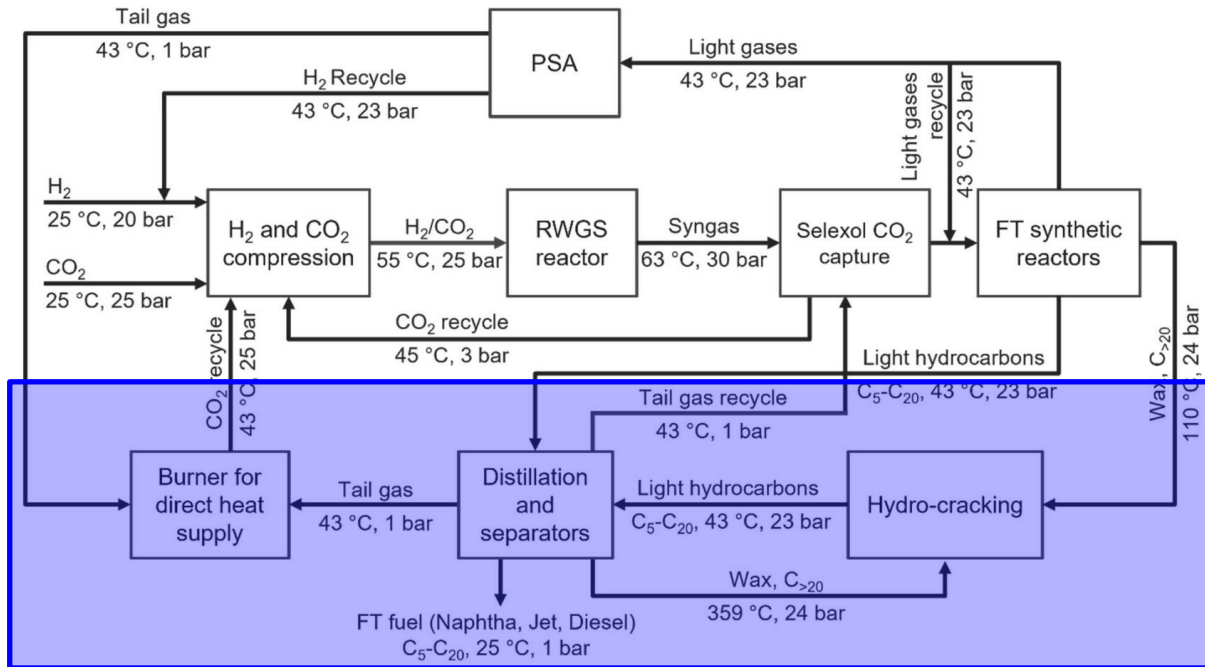 Tail gas
43 °C, 1 bar
PSA
Light gases
43 °C, 23 bar
H₂ Recycle
43 °C, 23 bar
Light gases
recycle
43 °C, 23 bar
H₂
25 °C, 20 bar
CO₂
25 °C, 25 bar
H₂ and CO₂
compression
H₂/CO₂
55 °C, 25 bar
RWGS
reactor
Syngas
63 °C, 30 bar
Selexol CO₂
capture
FT synthetic
reactors
CO₂ recycle
45 °C, 3 bar
CO₂ recycle
43 °C, 25 bar
Light hydrocarbons
C₅-C₂₀, 43 °C, 23 bar
Wax, C>₂₀
110 °C, 24 bar
Tail gas recycle
43 °C, 1 bar
Burner for
direct heat
supply
Tail gas
43 °C, 1 bar
Distillation
and
separators
Light hydrocarbons
C₅-C₂₀, 43 °C, 23 bar
Hydro-cracking
Wax, C>₂₀
359 °C, 24 bar
FT fuel (Naphtha, Jet, Diesel)
C₅-C₂₀, 25 °C, 1 bar